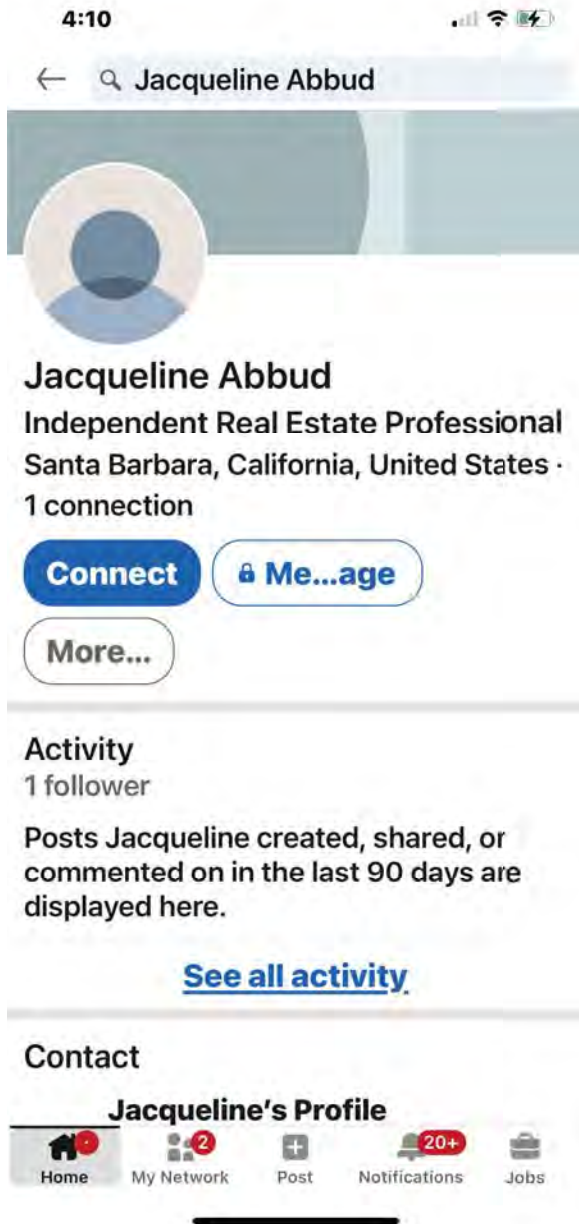 4:10
Jacqueline Abbud
Jacqueline Abbud
Independent Real Estate Professional
Santa Barbara, California, United States ·
1 connection
Connect
Me...age
More...
Activity
1 follower
Posts Jacqueline created, shared, or
commented on in the last 90 days are
displayed here.
See all activity
Contact
Jacqueline's Profile
2
20+
Home My Network Post Notifications Jobs